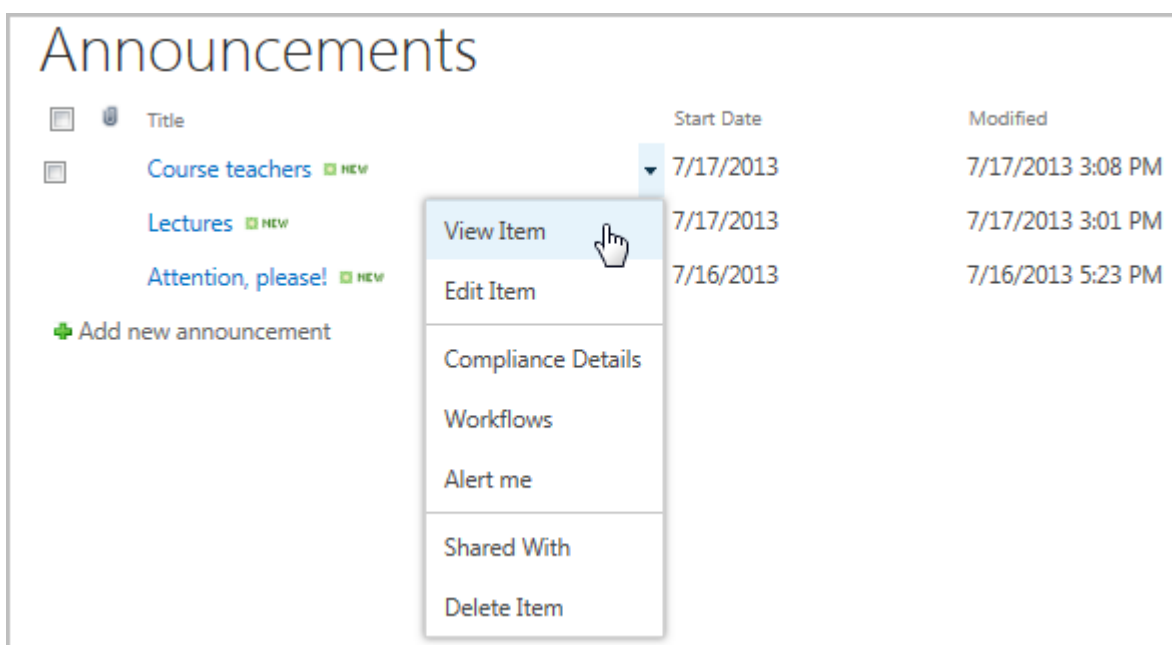 Announcements
Title Start Date Modified
Course teachers NEW 7/17/2013 7/17/2013 3:08 PM
Lectures NEW 7/17/2013 7/17/2013 3:01 PM
Attention, please! NEW 7/16/2013 7/16/2013 5:23 PM
Add new announcement
View Item
Edit Item
Compliance Details
Workflows
Alert me
Shared With
Delete Item